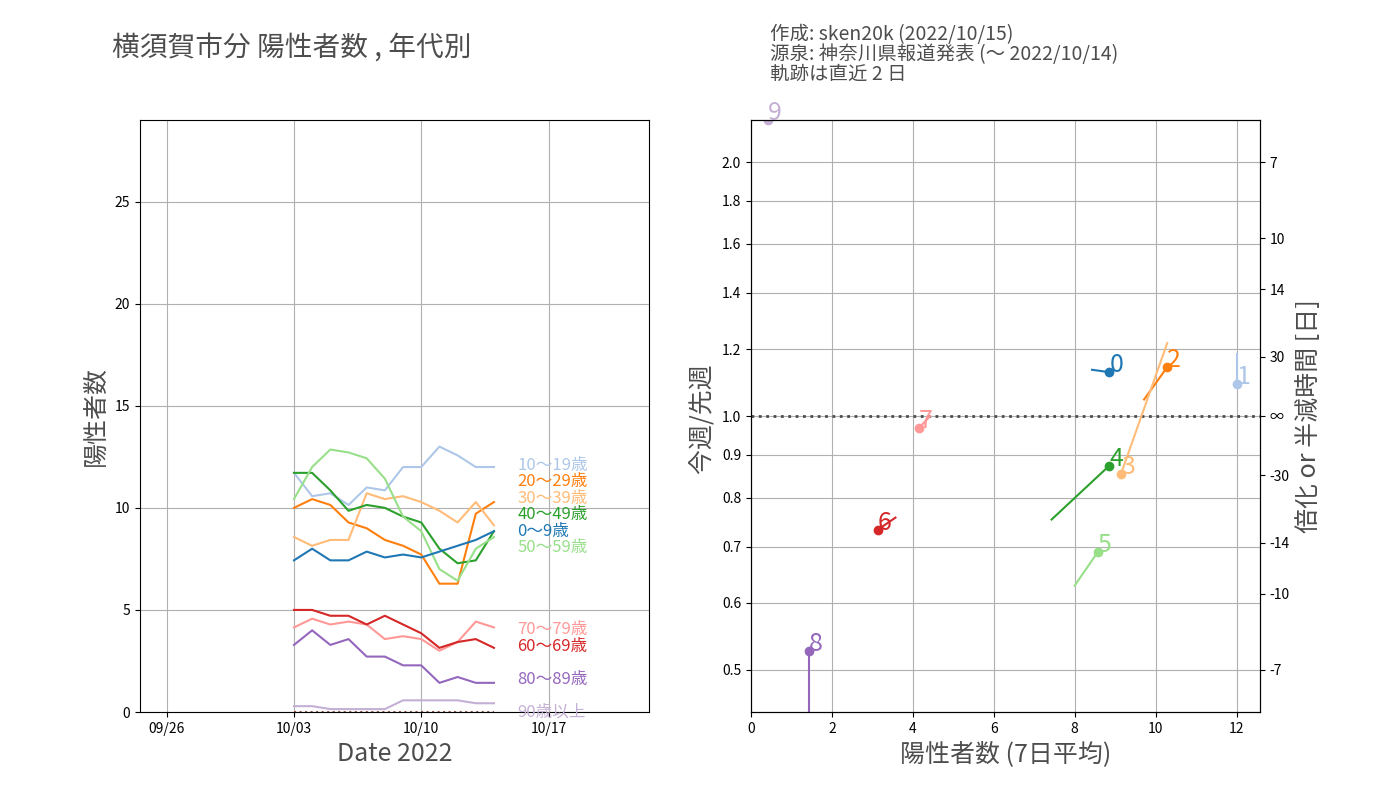 横須賀市分 陽性者数 , 年代別
作成: sken20k (2022/10/15)
源泉: 神奈川県報道発表 (〜 2022/10/14)
軌跡は直近 2 日
陽性者数
25
20
15
10
5
0
09/26
10/03
10/10
10/17
Date 2022
10〜19歳
20〜29歳
30〜39歳
40〜49歳
0〜9歳
50〜59歳
70〜79歳
60〜69歳
80〜89歳
90歳以上
今週/先週
2.0
1.8
1.6
1.4
1.2
1.0
0.9
0.8
0.7
0.6
0.5
0
2
4
6
8
10
12
陽性者数 (7日平均)
9
0
2
1
7
4
3
6
5
8
7
10
14
30
∞
-30
-14
-10
-7
倍化 or 半減時間 [日]